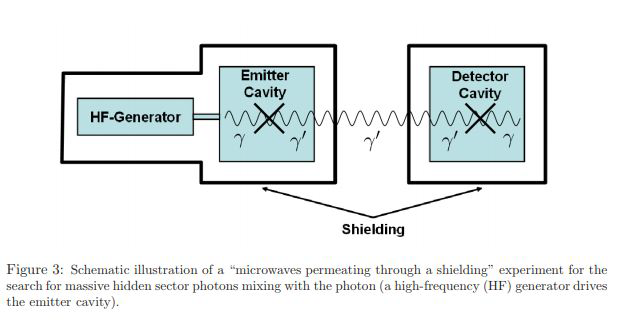 Emitter
Cavity
Detector
Cavity
HF-Generator
γ
γ'
γ'
γ'
γ
Shielding
Figure 3: Schematic illustration of a “microwaves permeating through a shielding” experiment for the
search for massive hidden sector photons mixing with the photon (a high-frequency (HF) generator drives
the emitter cavity).